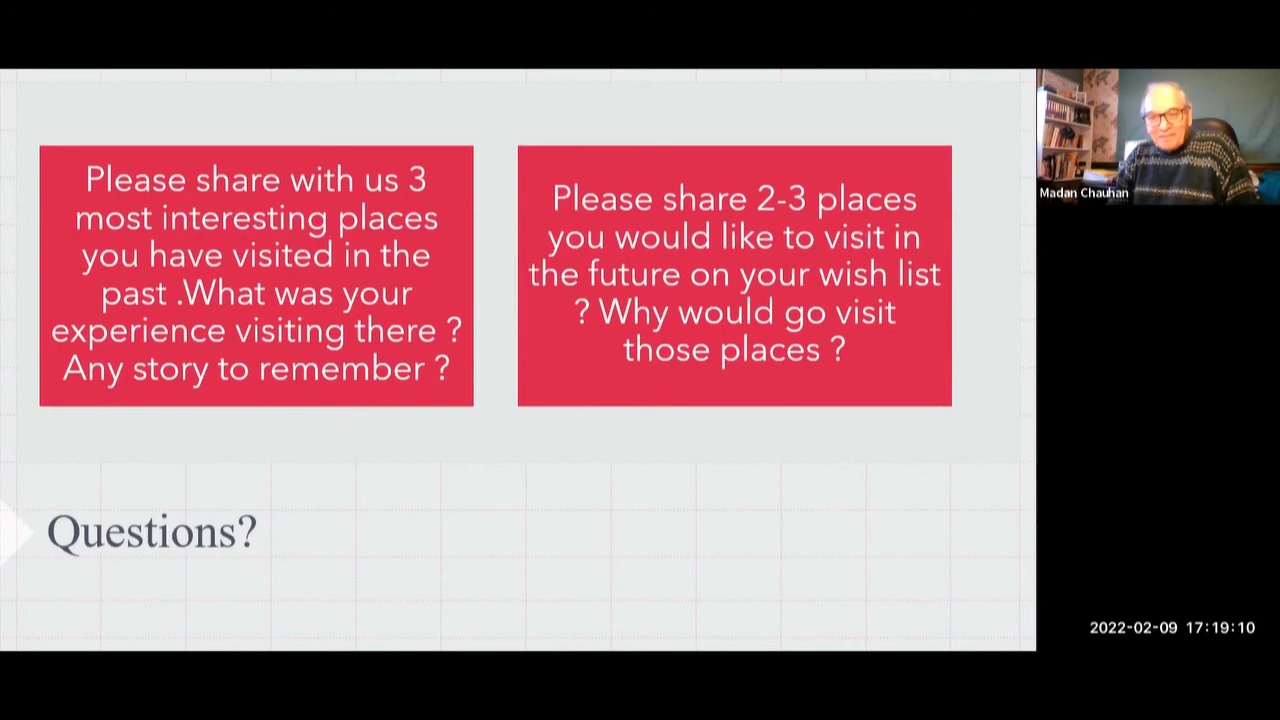 Please share with us 3
most interesting places
you have visited in the
past .What was your
experience visiting there ?
Any story to remember ?
Please share 2-3 places
you would like to visit in
the future on your wish list
? Why would go visit
those places ?
Questions?
Madan Chauhan
2022-02-09 17:19:10